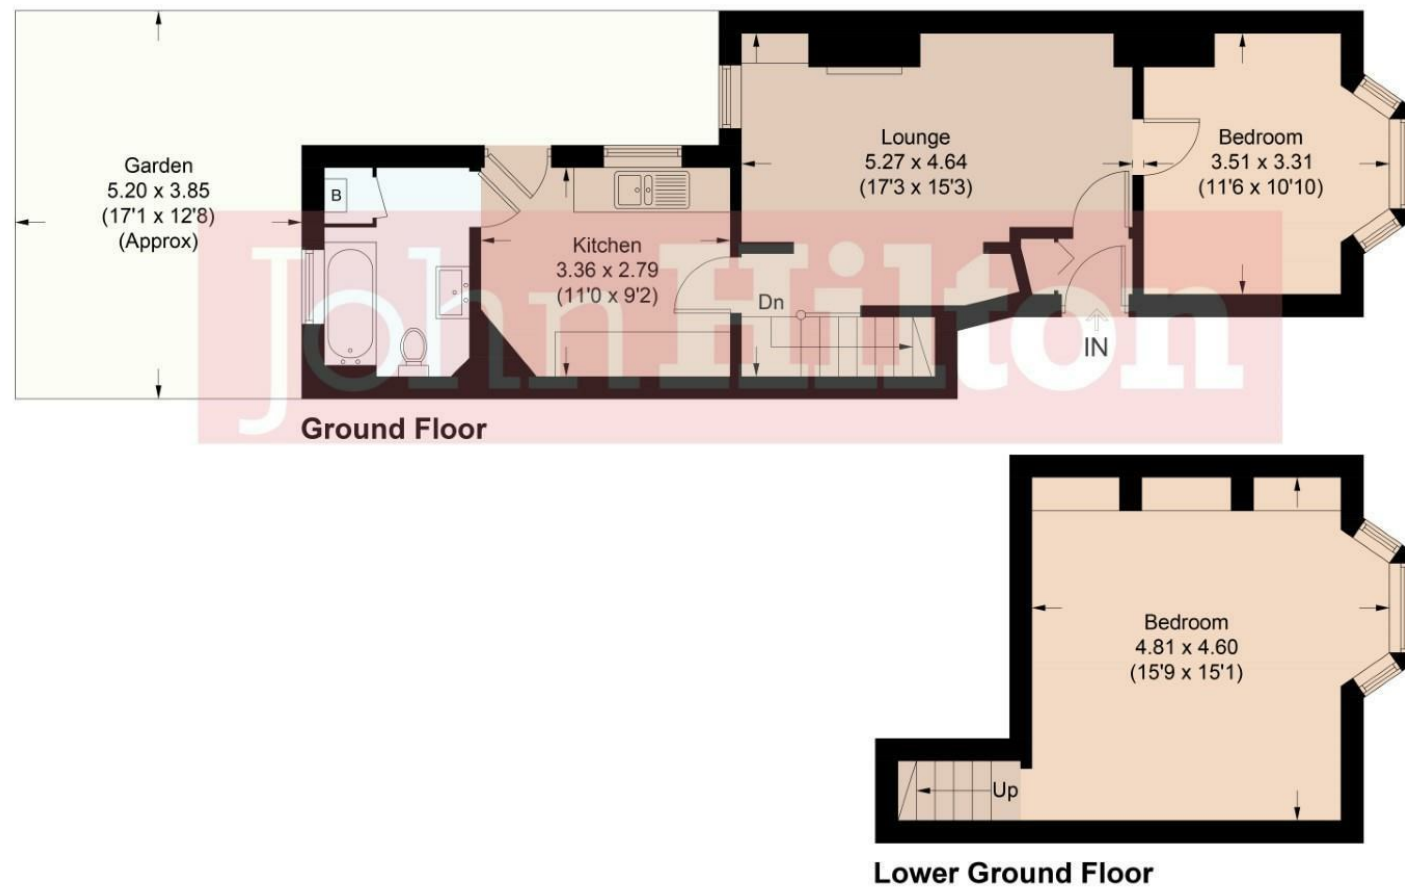 Garden
5.20 x 3.85
(17'1 x 12'8)
(Approx)
B
Kitchen
3.36 x 2.79
(11'0 x 9'2)
Lounge
5.27 x 4.64
(17'3 x 15'3)
Bedroom
3.51 x 3.31
(11'6 x 10'10)
Dn
IN
John Hilton
Ground Floor
Bedroom
4.81 x 4.60
(15'9 x 15'1)
Up
Lower Ground Floor